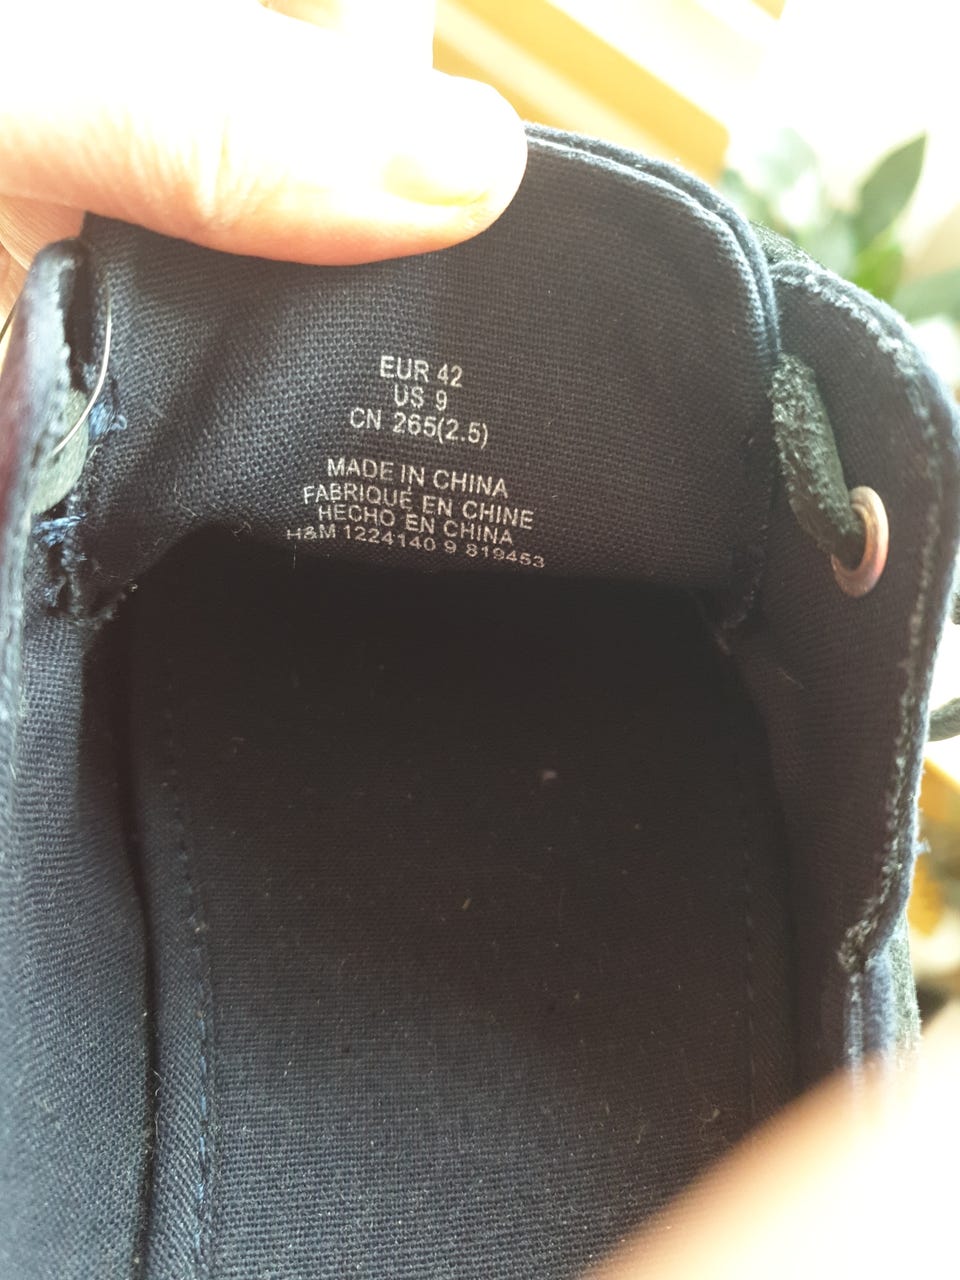 EUR 42
US 9
CN 265(2.5)
MADE IN CHINA
FABRIQUÉ EN CHINE
HECHO EN CHINA
H&M 1224140 9 819453